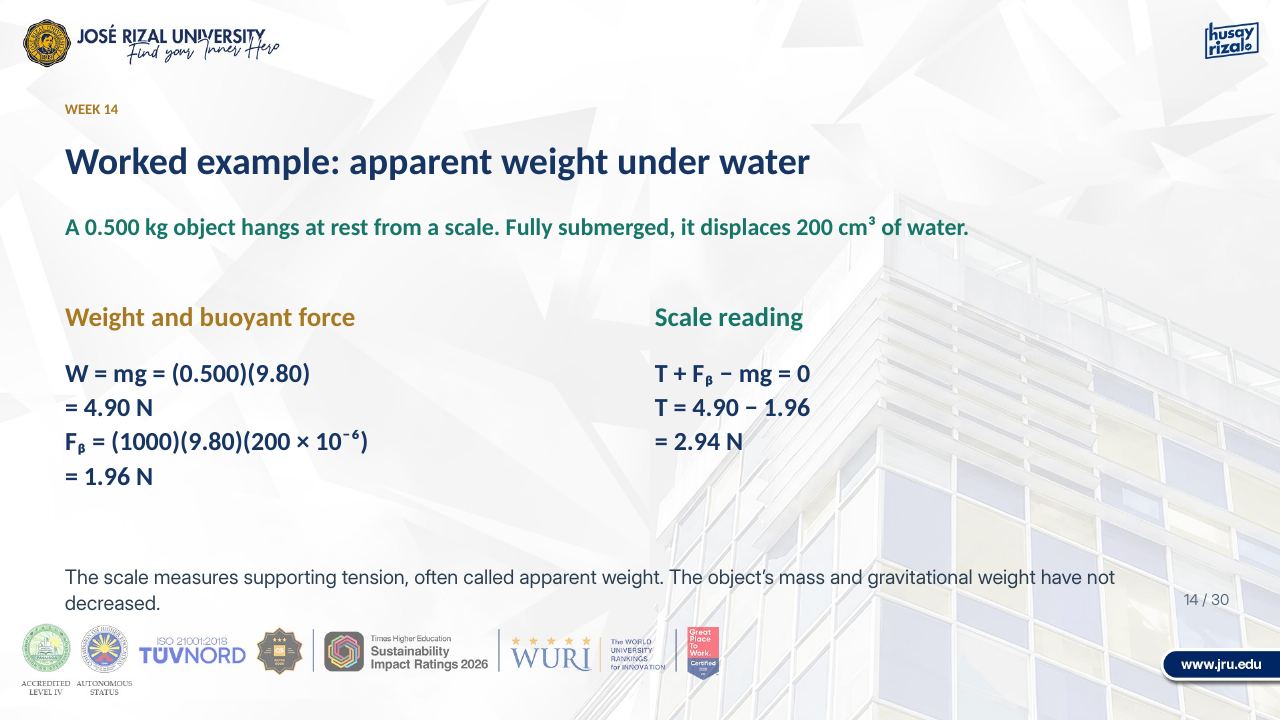 JOSÉ RIZAL UNIVERSITY
Find your Inner Hero
husay
rizal
WEEK 14
Worked example: apparent weight under water
A 0.500 kg object hangs at rest from a scale. Fully submerged, it displaces 200 cm³ of water.
Weight and buoyant force
W = mg = (0.500)(9.80)
= 4.90 N
Fᵦ = (1000)(9.80)(200 × 10⁻⁶)
= 1.96 N
Scale reading
T + Fᵦ − mg = 0
T = 4.90 − 1.96
= 2.94 N
The scale measures supporting tension, often called apparent weight. The object’s mass and gravitational weight have not
decreased.
14 / 30
ACCREDITED
LEVEL IV
AUTONOMOUS
STATUS
ISO 21001:2018
TÜVNORD
Times Higher Education
Sustainability
Impact Ratings 2026
WURI
The WORLD
UNIVERSITY
RANKINGS
for INNOVATION
Great
Place
To
Work.
Certified
www.jru.edu